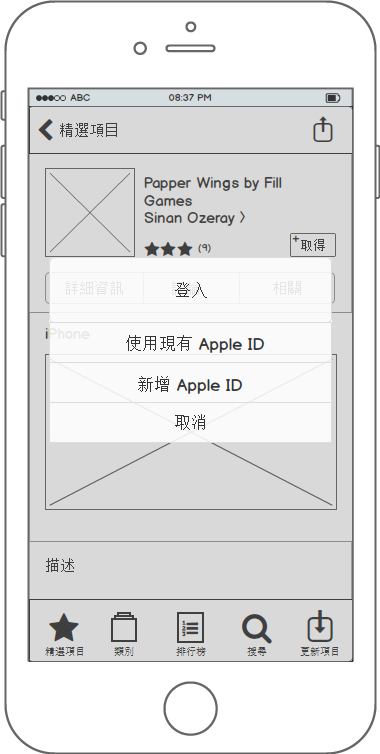 ABC 08:37 PM
精選項目
Papper Wings by Fill
Games
Sinan Ozeray
(9)
+取得
詳細資訊 相關
登入
iPhone
使用現有 Apple ID
新增 Apple ID
取消
描述
精選項目 類別 排行榜 搜尋 更新項目